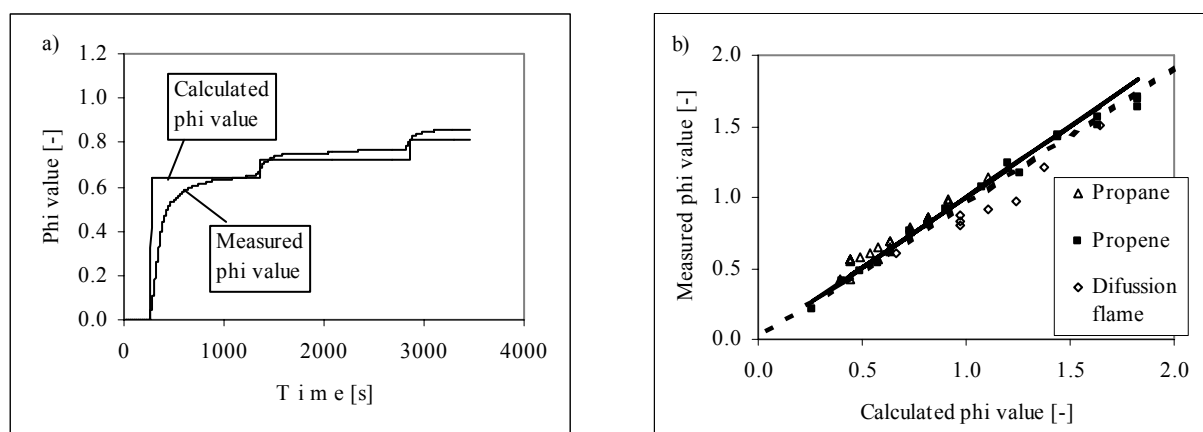 a)
1.2
1.0
0.8
0.6
0.4
0.2
0.0
Phi value [-]
Calculated
phi value
Measured
phi value
0 1000 2000 3000 4000
T i m e [s]
b)
2.0
1.5
1.0
0.5
0.0
Measured phi value [-]
Propane
Propene
Difussion
flame
0.0 0.5 1.0 1.5 2.0
Calculated phi value [-]